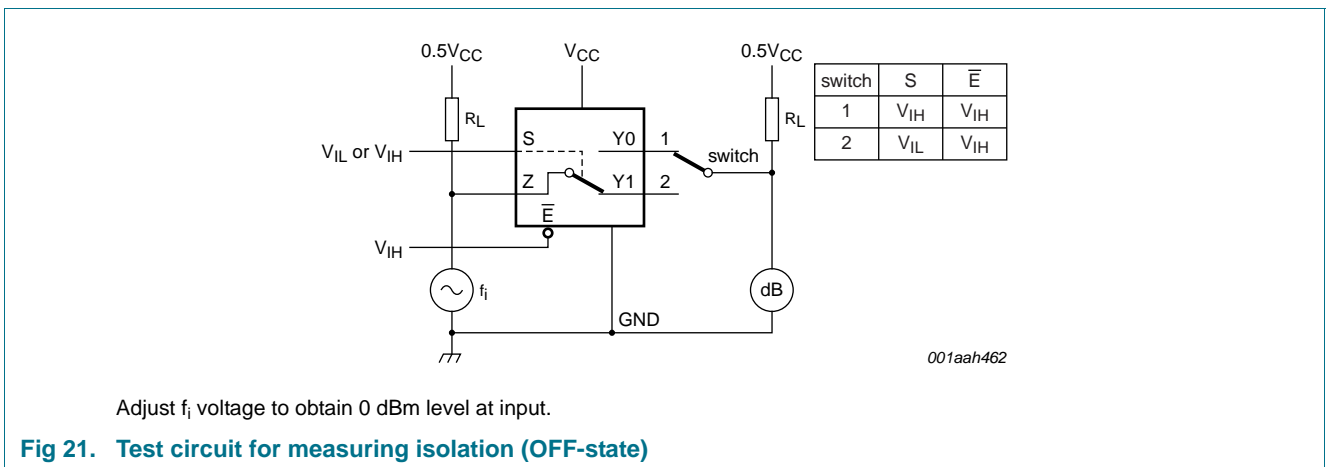 0.5VCC VCC 0.5VCC
switch S E̅
1 VIH VIH
2 VIL VIH
RL RL
VIL or VIH
S Y0 1
switch
Z Y1 2
E̅
VIH
fi
dB
GND
001aah462
Adjust fi voltage to obtain 0 dBm level at input.
Fig 21. Test circuit for measuring isolation (OFF-state)